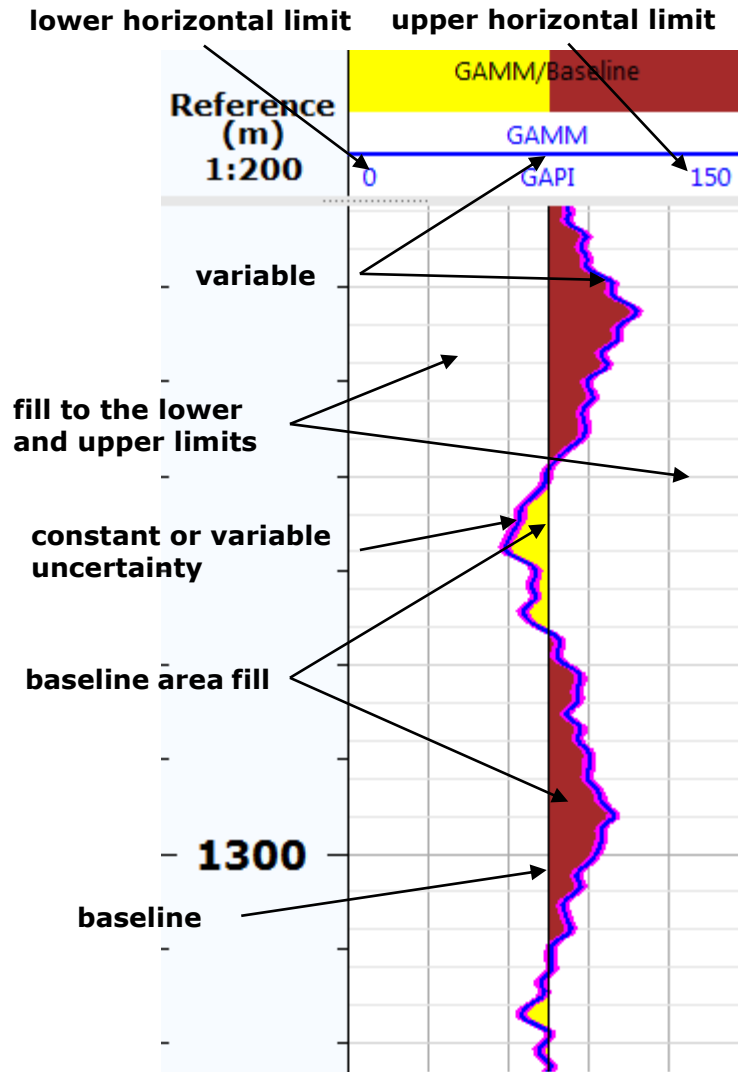 lower horizontal limit
upper horizontal limit
GAMM/Baseline
Reference
(m)
1:200
GAMM
0
GAPI
150
variable
fill to the lower
and upper limits
constant or variable
uncertainty
baseline area fill
1300
baseline